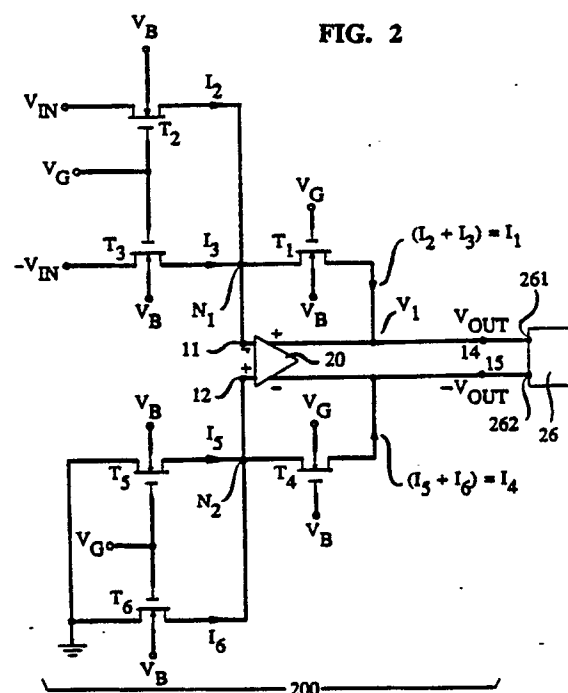 FIG. 2
V_B
V_IN
I_2
T_2
V_G
V_G
T_3
I_3
T_1
(I_2 + I_3) = I_1
-V_IN
V_B
N_1
V_B
V_1
261
11
-
+
20
V_OUT
14
15
12
+
-
-V_OUT
262
26
V_B
I_5
V_G
T_5
T_4
(I_5 + I_6) = I_4
N_2
V_B
V_G
T_6
I_6
V_B
200